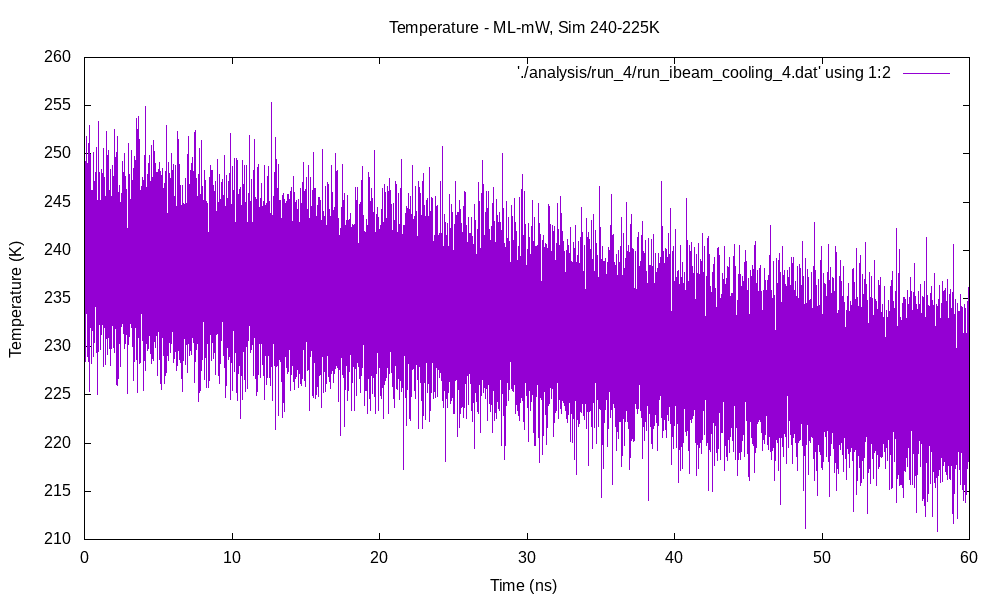 Temperature - ML-mW, Sim 240-225K
'./analysis/run_4/run_ibeam_cooling_4.dat' using 1:2
Temperature (K)
260
255
250
245
240
235
230
225
220
215
210
0 10 20 30 40 50 60
Time (ns)